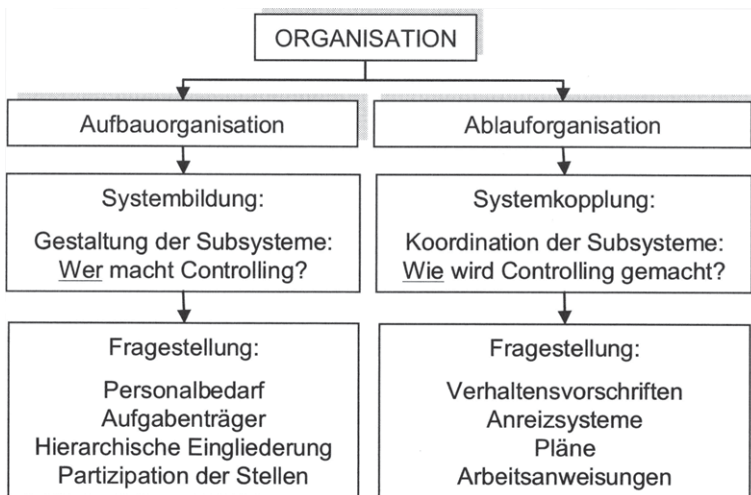 ORGANISATION
Aufbauorganisation
Systembildung:
Gestaltung der Subsysteme:
Wer macht Controlling?
Fragestellung:
Personalbedarf
Aufgabenträger
Hierarchische Eingliederung
Partizipation der Stellen
Ablauforganisation
Systemkopplung:
Koordination der Subsysteme:
Wie wird Controlling gemacht?
Fragestellung:
Verhaltensvorschriften
Anreizsysteme
Pläne
Arbeitsanweisungen